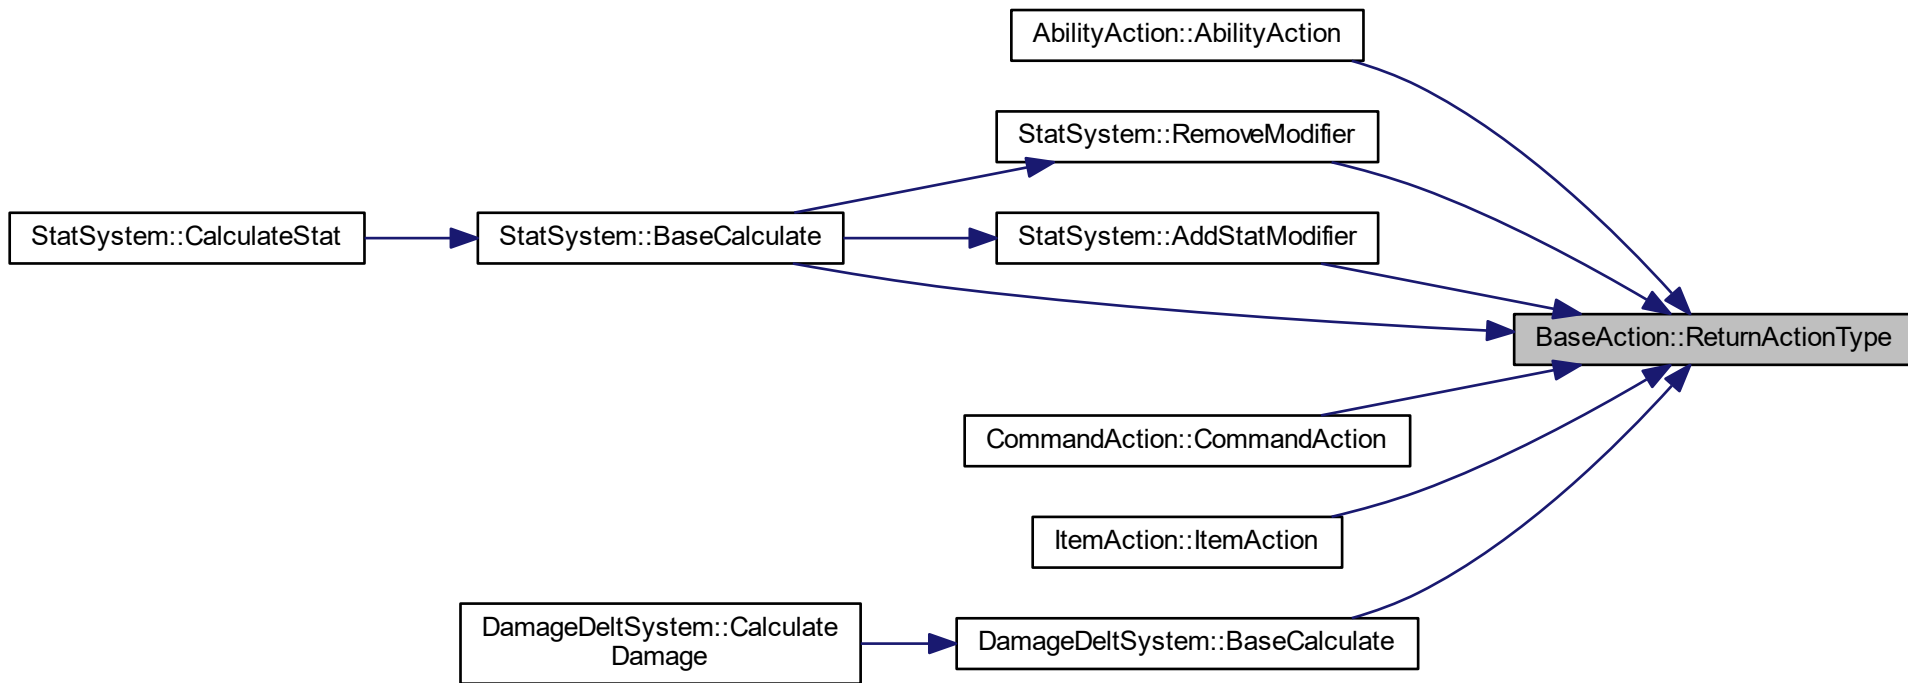 AbilityAction::AbilityAction
StatSystem::RemoveModifier
StatSystem::CalculateStat
StatSystem::BaseCalculate
StatSystem::AddStatModifier
BaseAction::ReturnActionType
CommandAction::CommandAction
ItemAction::ItemAction
DamageDeltSystem::Calculate
Damage
DamageDeltSystem::BaseCalculate